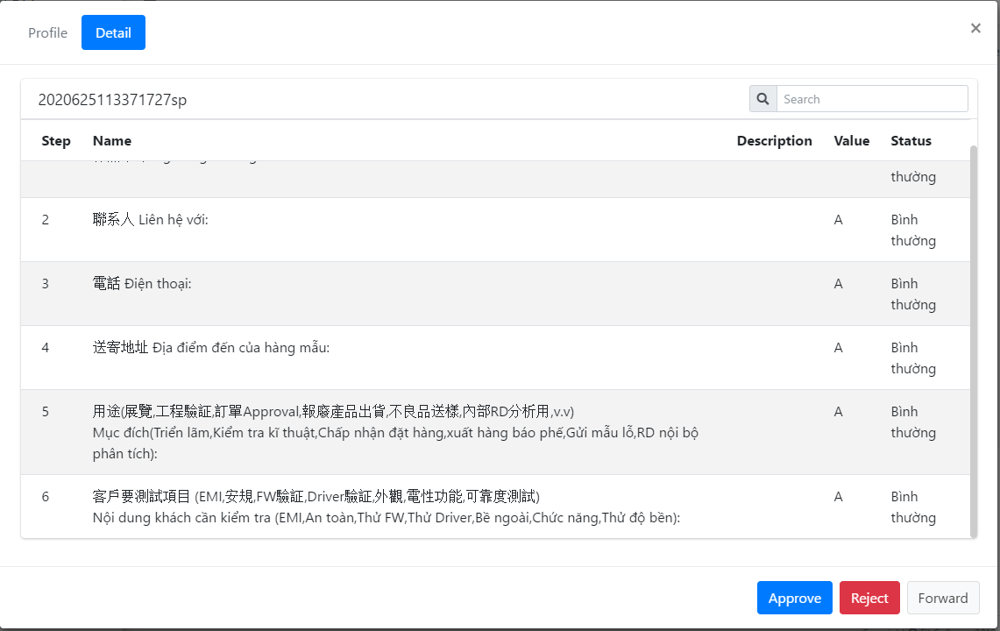 Profile
Detail
×
2020625113371727sp
Search
Step Name Description Value Status
thường
2 聯系人 Liên hệ với: A Bình
thường
3 電話 Điện thoại: A Bình
thường
4 送寄地址 Địa điểm đến của hàng mẫu: A Bình
thường
5 用途(展覽,工程驗証,訂單Approval,報廢產品出貨,不良品送樣,內部RD分析用,v.v) A Bình
Mục đích(Triển lãm,Kiểm tra kĩ thuật,Chấp nhận đặt hàng,xuất hàng báo phế,Gửi mẫu lỗ,RD nội bộ thường
phân tích):
6 客戶要測試項目 (EMI,安規,FW驗証,Driver驗証,外觀,電性功能,可靠度測試) A Bình
Nội dung khách cần kiểm tra (EMI,An toàn,Thử FW,Thử Driver,Bề ngoài,Chức năng,Thử độ bền): thường
Approve Reject Forward